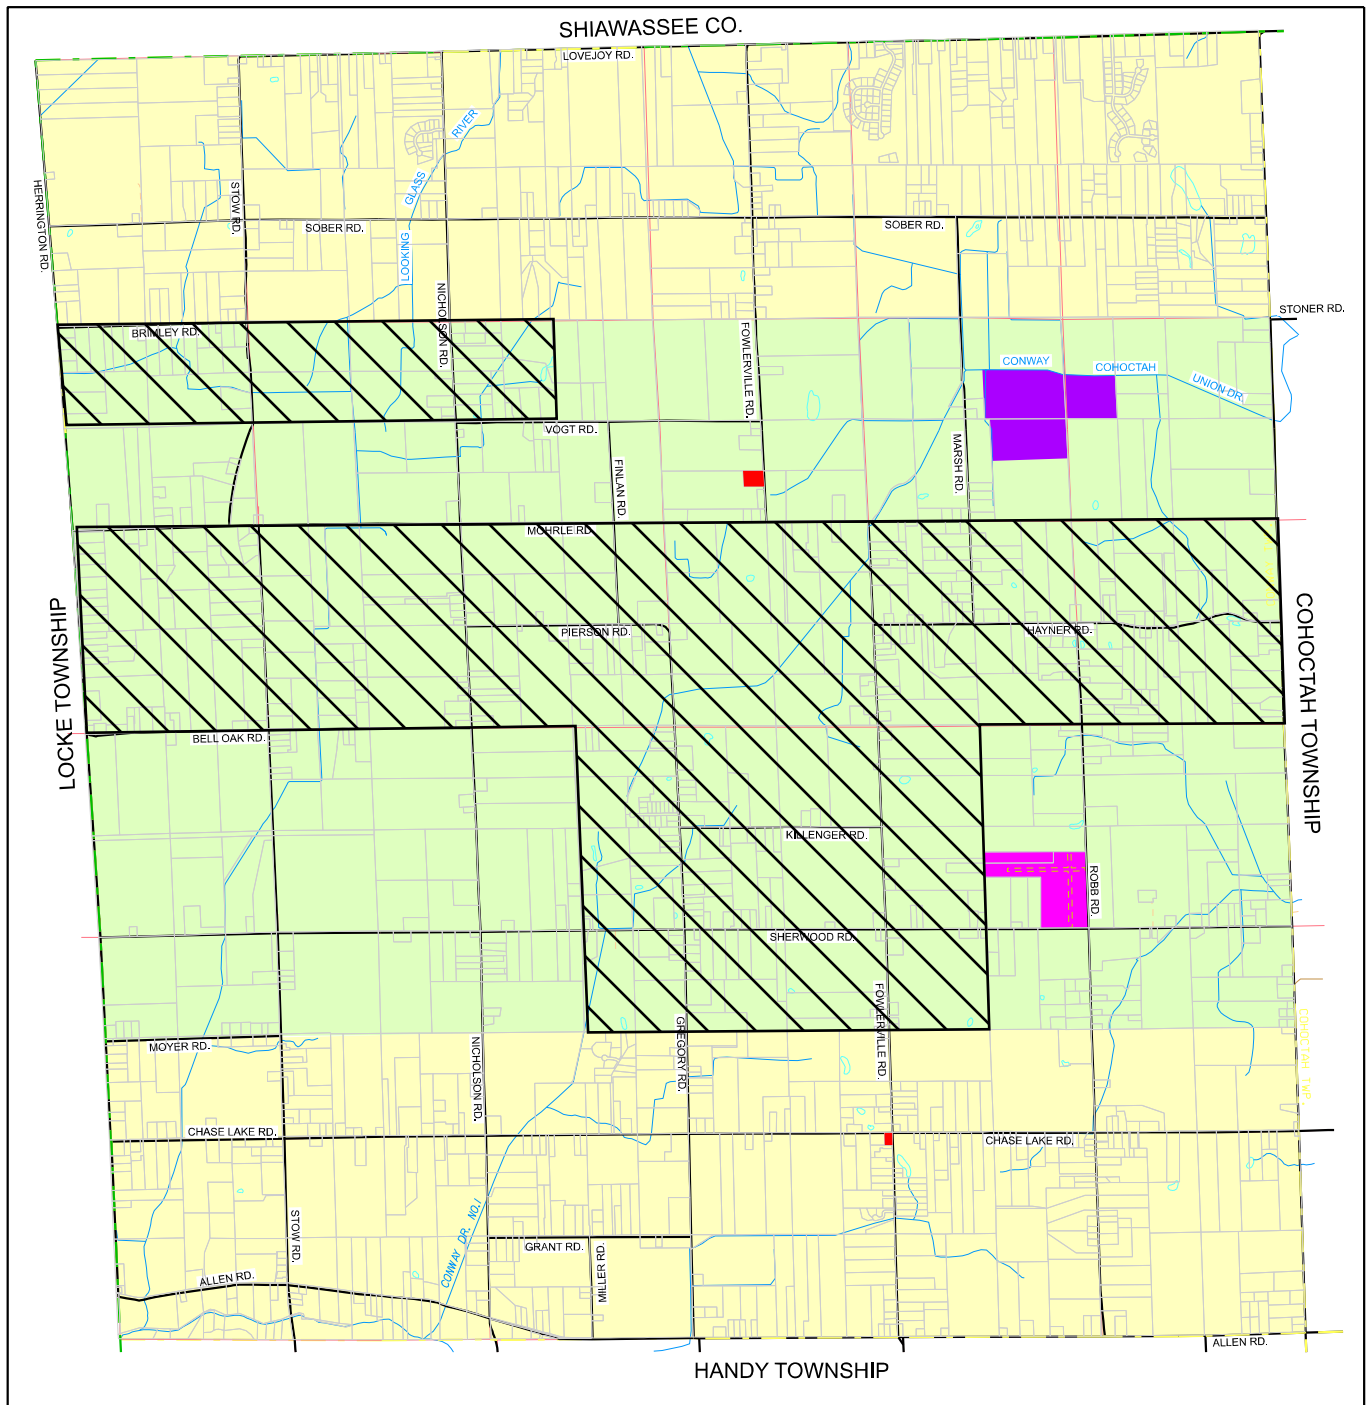 SHIAWASSEE CO.
LOVEJOY RD.
RIVER
GLASS
LOOKING
HERRINGTON RD.
STOW RD.
SOBER RD.
SOBER RD.
NICHOLSON RD.
STONER RD.
BRIMLEY RD.
FOWLERVILLE RD.
CONWAY
COHOCTAH
UNION DR.
VOGT RD.
FINLAN RD.
MARSH RD.
MOHRLE RD.
PIERSON RD.
HAYNER RD.
LOCKE TOWNSHIP
COHOCTAH TOWNSHIP
BELL OAK RD.
KILLENGER RD.
ROBB RD.
SHERWOOD RD.
FOWLERVILLE RD.
GREGORY RD.
NICHOLSON RD.
MOYER RD.
COHOCTAH TWP.
CHASE LAKE RD.
CHASE LAKE RD.
CONWAY DR. NO.1
STOW RD.
GRANT RD.
MILLER RD.
ALLEN RD.
ALLEN RD.
HANDY TOWNSHIP